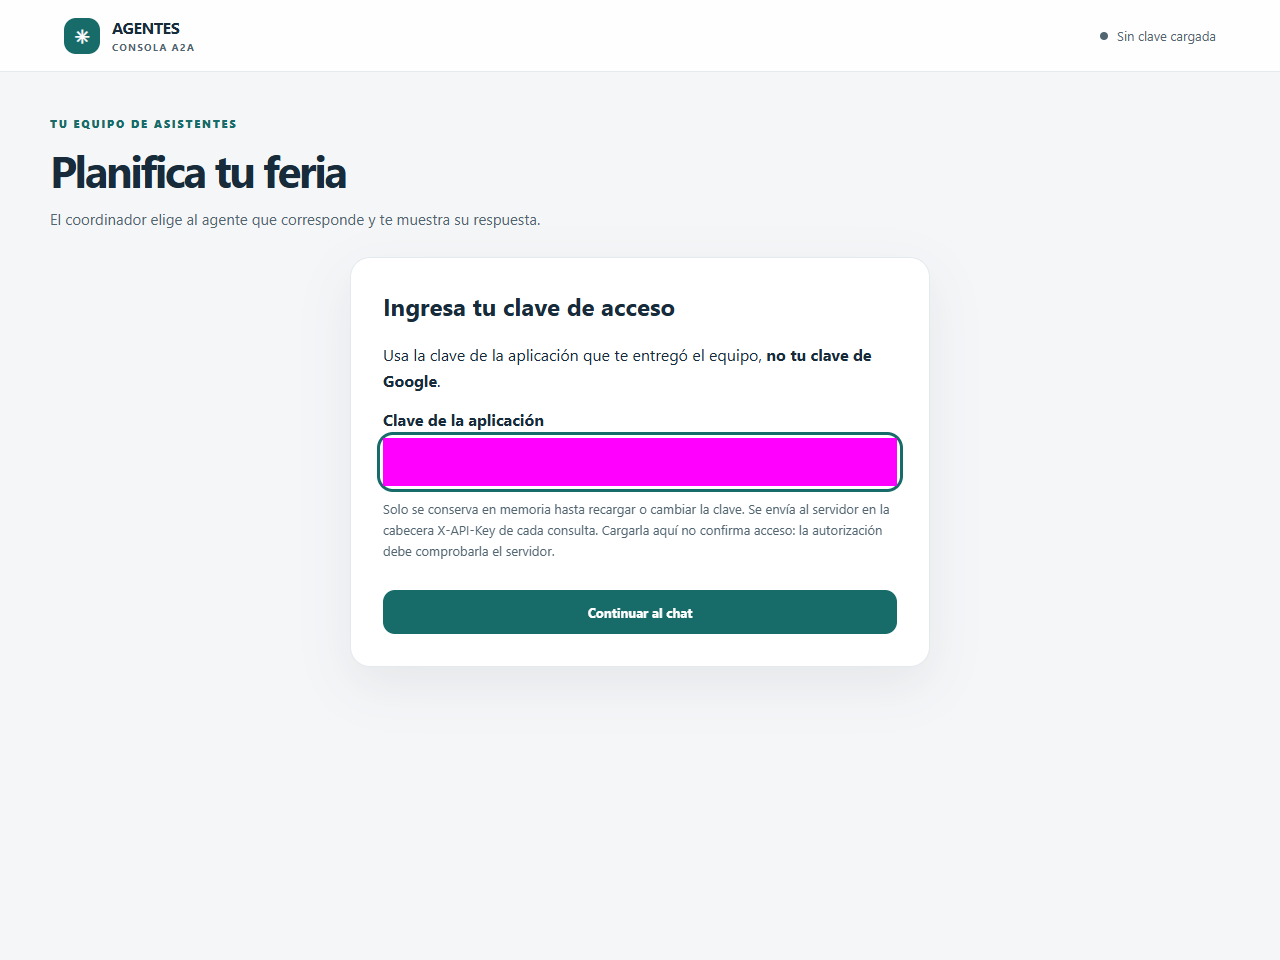 AGENTES
CONSOLA A2A
Sin clave cargada
TU EQUIPO DE ASISTENTES
Planifica tu feria
El coordinador elige al agente que corresponde y te muestra su respuesta.
Ingresa tu clave de acceso
Usa la clave de la aplicación que te entregó el equipo, no tu clave de
Google.
Clave de la aplicación
Solo se conserva en memoria hasta recargar o cambiar la clave. Se envía al servidor en la
cabecera X-API-Key de cada consulta. Cargarla aquí no confirma acceso: la autorización
debe comprobarla el servidor.
Continuar al chat